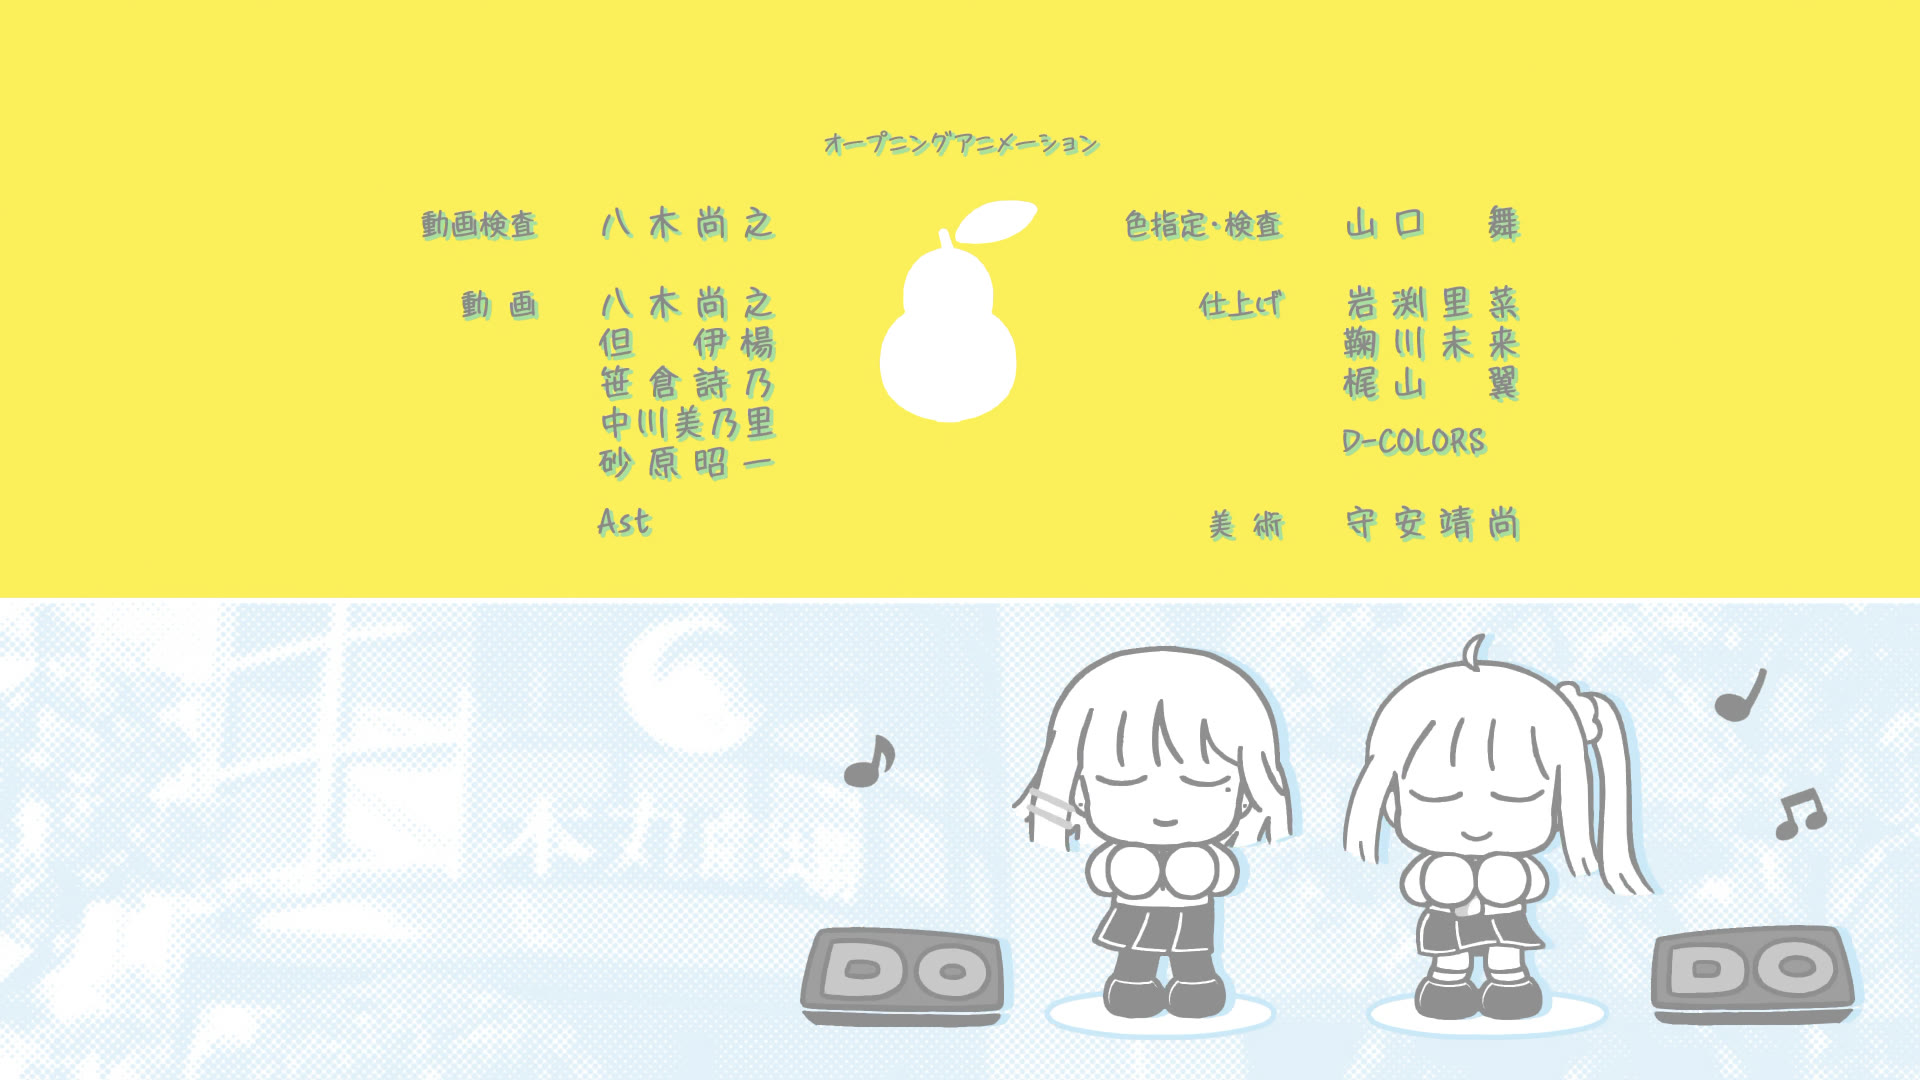 オープニングアニメーション
動画検査 八木尚之
動画 八木尚之
但 伊楊
笹倉詩乃
中川美乃里
砂原昭一
Ast
色指定・検査 山口 舞
仕上げ 岩渕里菜
鞠川未来
梶山 翼
D-COLORS
美術 守安靖尚
DO
DO